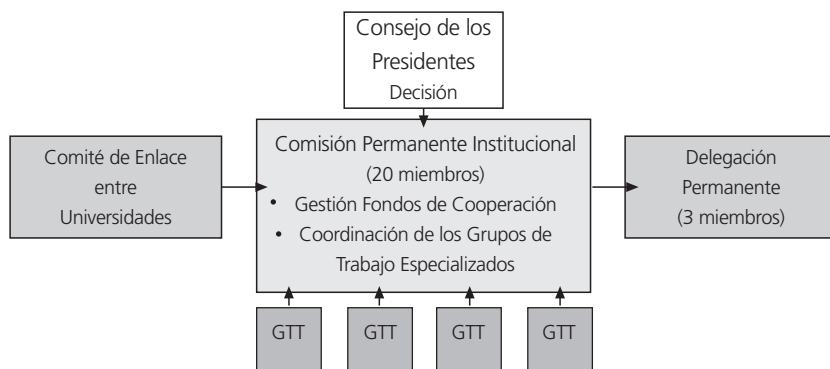 Consejo de los
Presidentes
Decisión
Comité de Enlace
entre
Universidades
Comisión Permanente Institucional
(20 miembros)
• Gestión Fondos de Cooperación
• Coordinación de los Grupos de
Trabajo Especializados
Delegación
Permanente
(3 miembros)
GTT
GTT
GTT
GTT